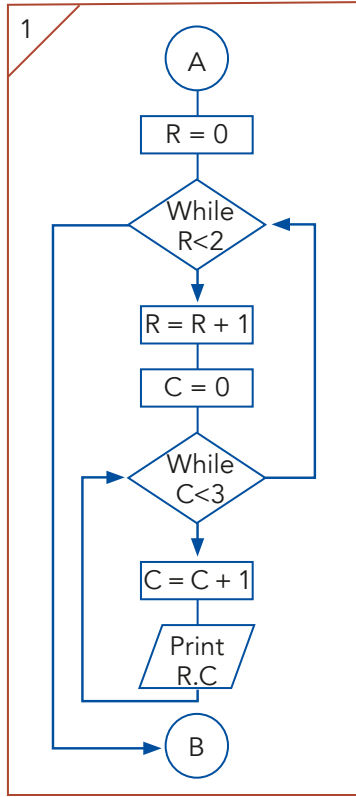 1
A
R = 0
While
R<2
R = R + 1
C = 0
While
C<3
C = C + 1
Print
R.C
B